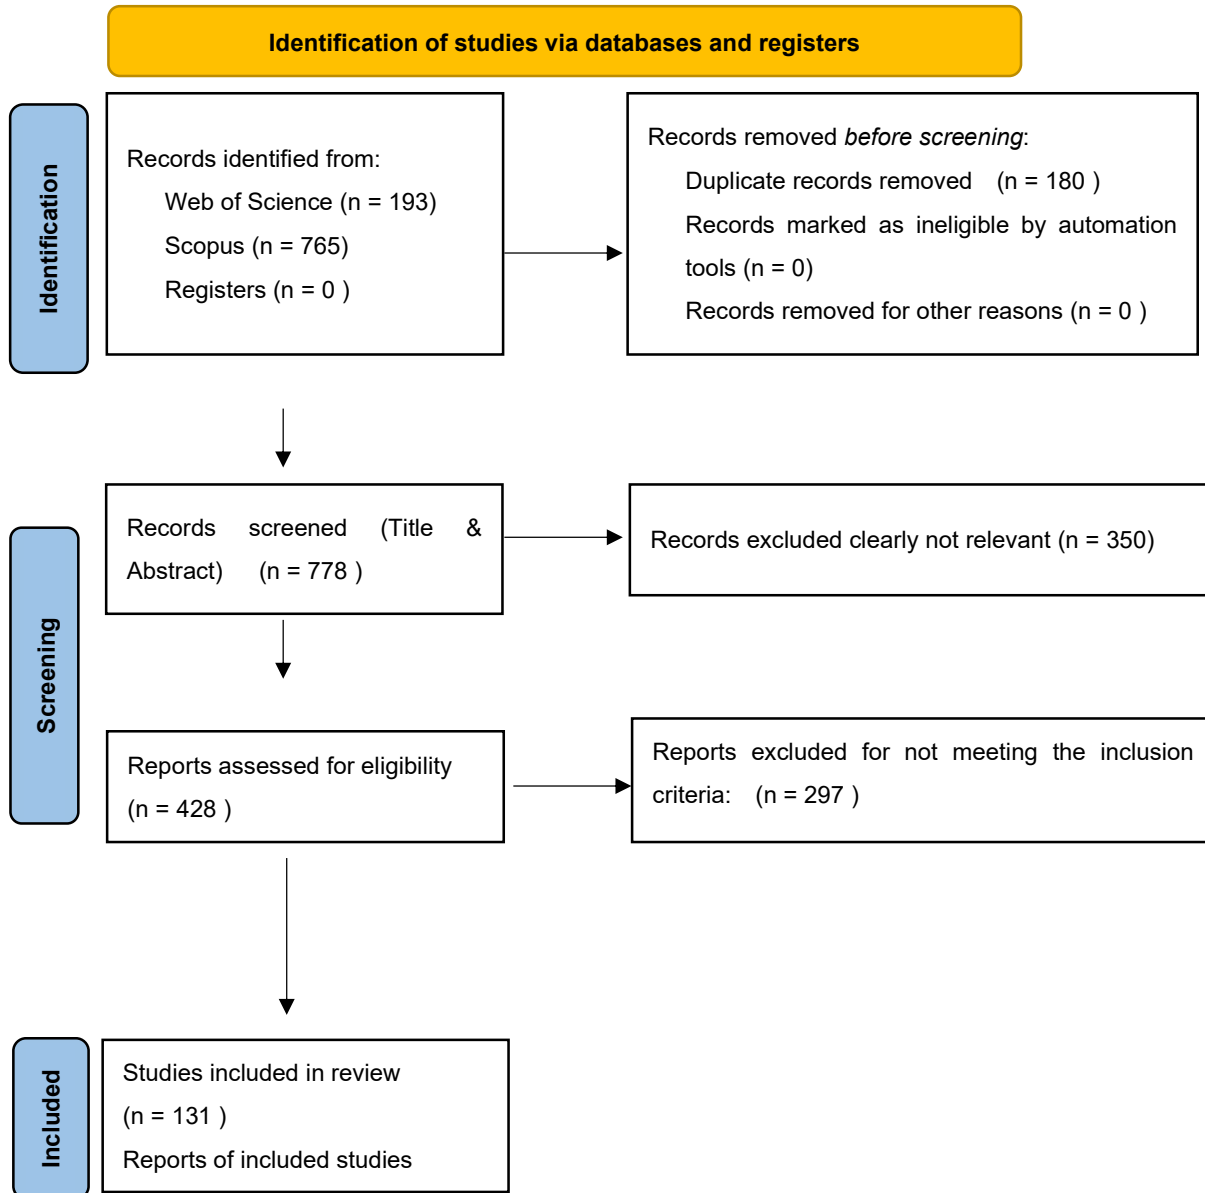 Identification of studies via databases and registers
Identification
Records identified from:
Web of Science (n = 193)
Scopus (n = 765)
Registers (n = 0 )
Records removed before screening:
Duplicate records removed (n = 180 )
Records marked as ineligible by automation
tools (n = 0)
Records removed for other reasons (n = 0 )
Screening
Records screened (Title &
Abstract) (n = 778 )
Records excluded clearly not relevant (n = 350)
Reports assessed for eligibility
(n = 428 )
Reports excluded for not meeting the inclusion
criteria: (n = 297 )
Included
Studies included in review
(n = 131 )
Reports of included studies